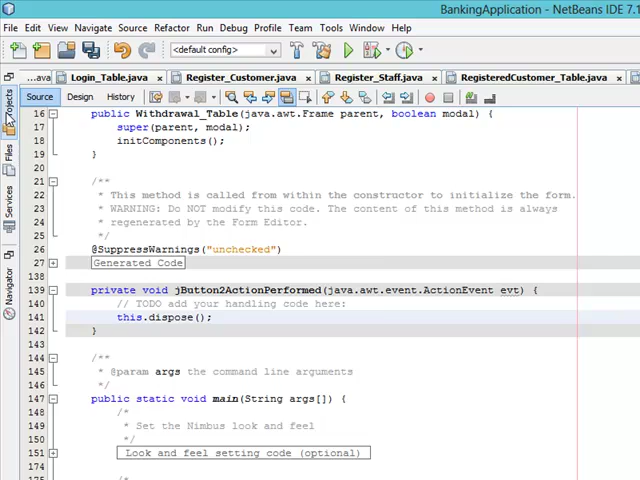 BankingApplication - NetBeans IDE 7.1
File Edit View Navigate Source Refactor Run Debug Profile Team Tools Window Help
<default config>
...ava Login_Table.java × Register_Customer.java × Register_Staff.java × RegisteredCustomer_Table.java ×
Source Design History
Projects
Files
Services
Navigator
16 public Withdrawal_Table(java.awt.Frame parent, boolean modal) {
17 super(parent, modal);
18 initComponents();
19 }
20
21 /**
22 * This method is called from within the constructor to initialize the form.
23 * WARNING: Do NOT modify this code. The content of this method is always
24 * regenerated by the Form Editor.
25 */
26 @SuppressWarnings("unchecked")
27 Generated Code
138
139 private void jButton2ActionPerformed(java.awt.event.ActionEvent evt) {
140 // TODO add your handling code here:
141 this.dispose();
142 }
143
144 /**
145 * @param args the command line arguments
146 */
147 public static void main(String args[]) {
148 /*
149 * Set the Nimbus look and feel
150 */
151 Look and feel setting code (optional)
174
175 /*